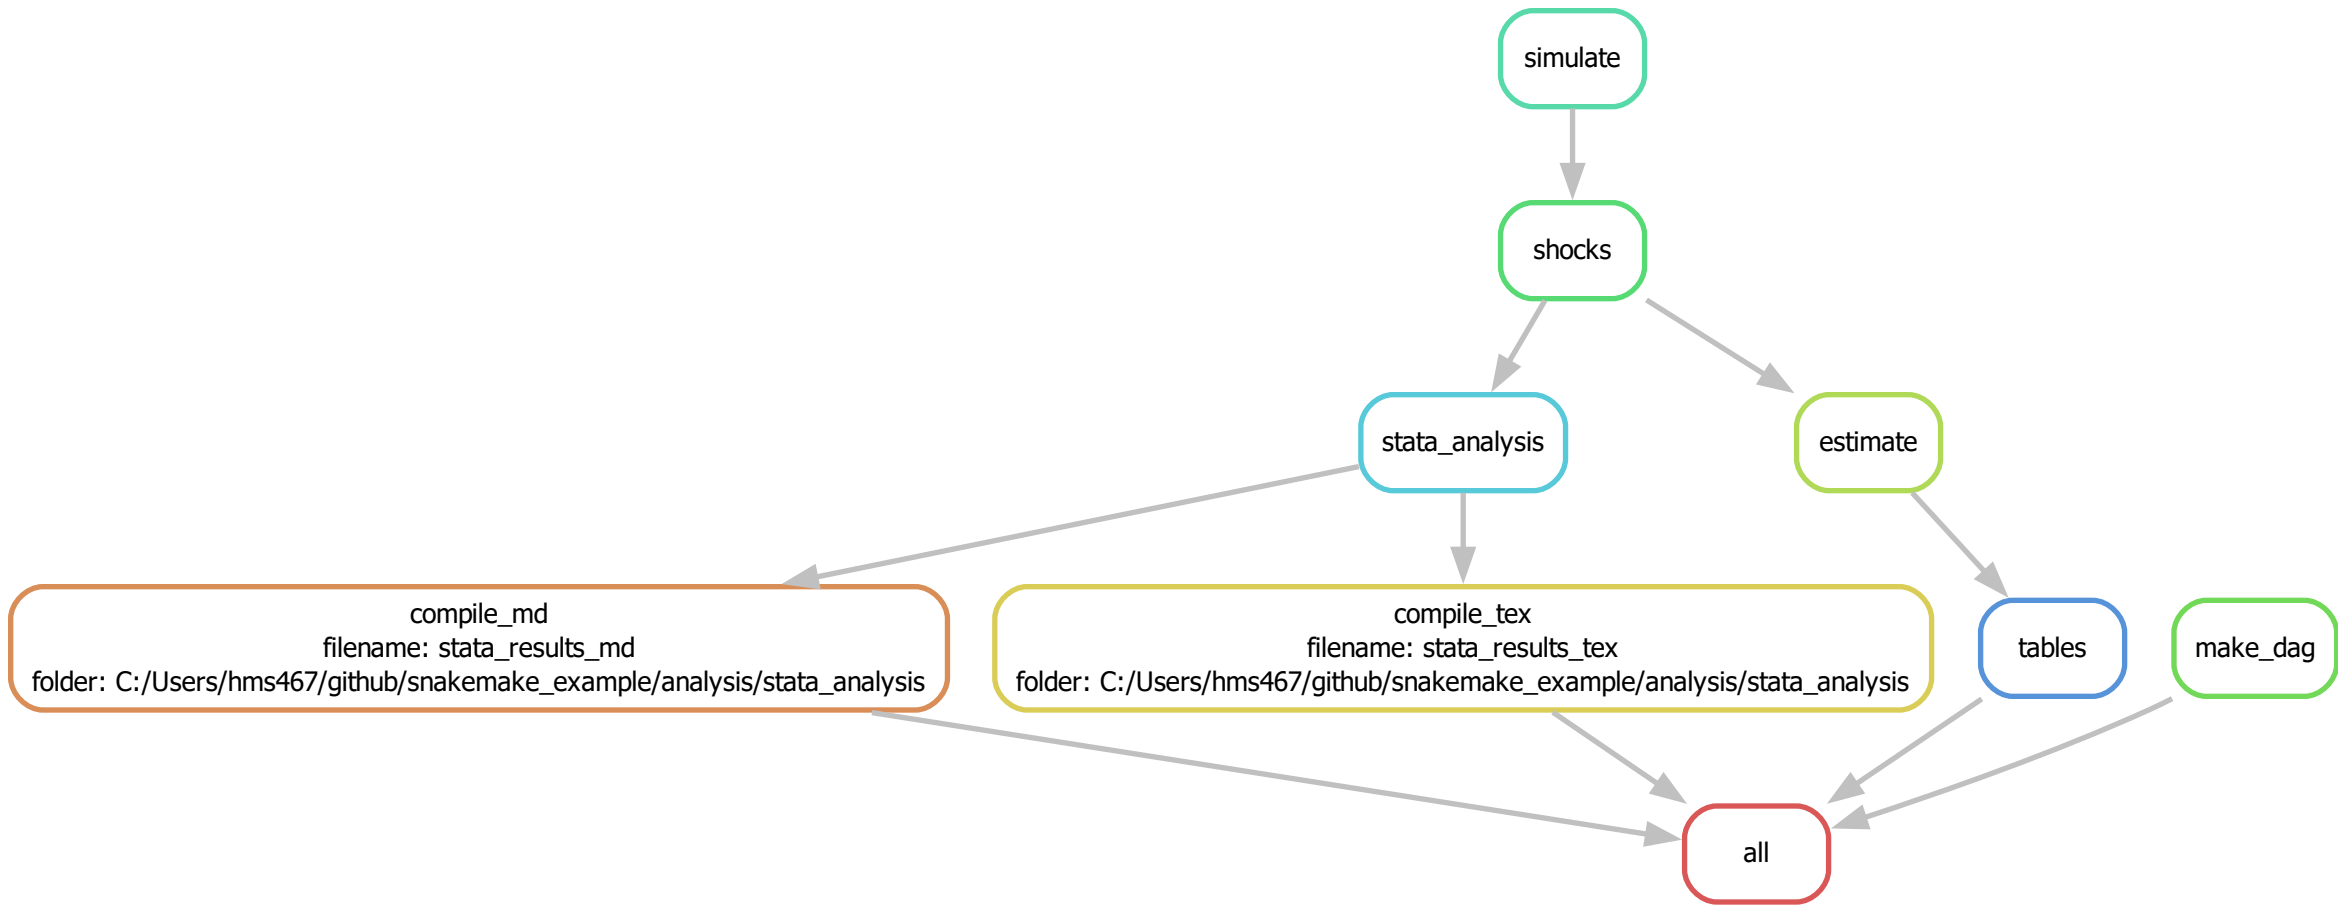 simulate
shocks
stata_analysis
estimate
compile_md
filename: stata_results_md
folder: C:/Users/hms467/github/snakemake_example/analysis/stata_analysis
compile_tex
filename: stata_results_tex
folder: C:/Users/hms467/github/snakemake_example/analysis/stata_analysis
tables
make_dag
all